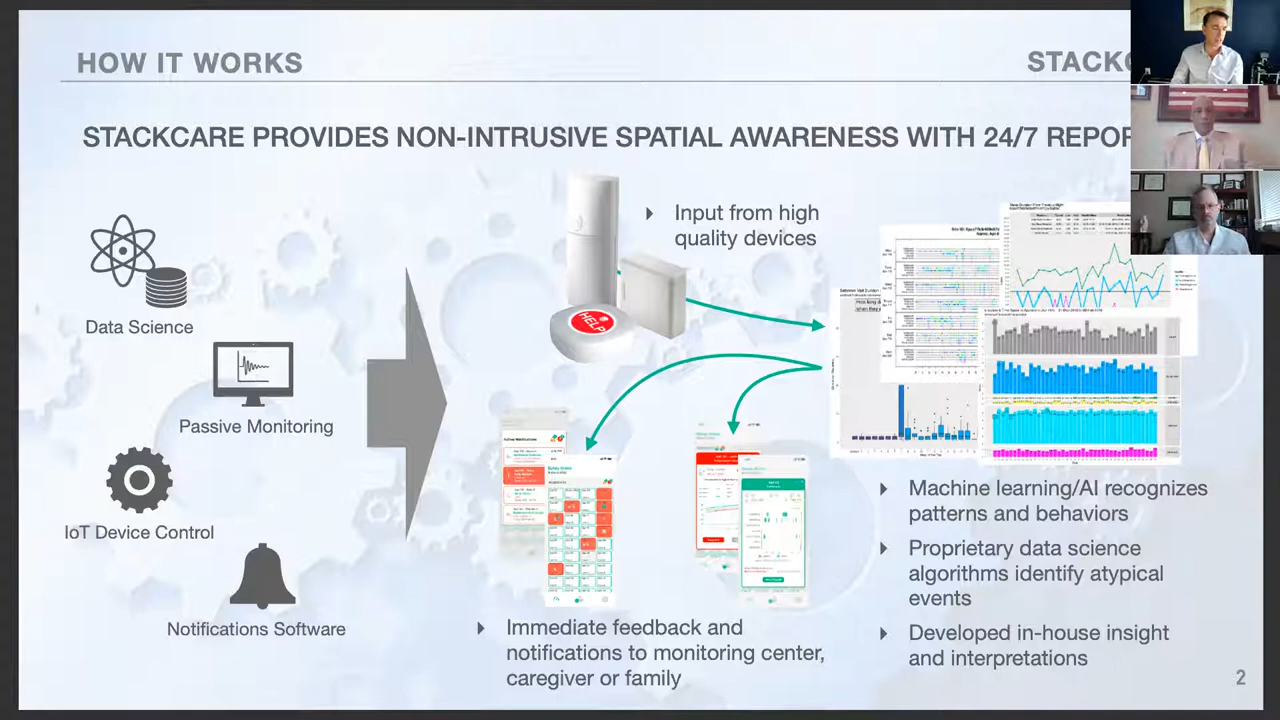 HOW IT WORKS
STACKC
STACKCARE PROVIDES NON-INTRUSIVE SPATIAL AWARENESS WITH 24/7 REPOR
Input from high
quality devices
HELP
Data Science
Passive Monitoring
IoT Device Control
Notifications Software
Immediate feedback and
notifications to monitoring center,
caregiver or family
Machine learning/AI recognizes
patterns and behaviors
Proprietary data science
algorithms identify atypical
events
Developed in-house insight
and interpretations
2